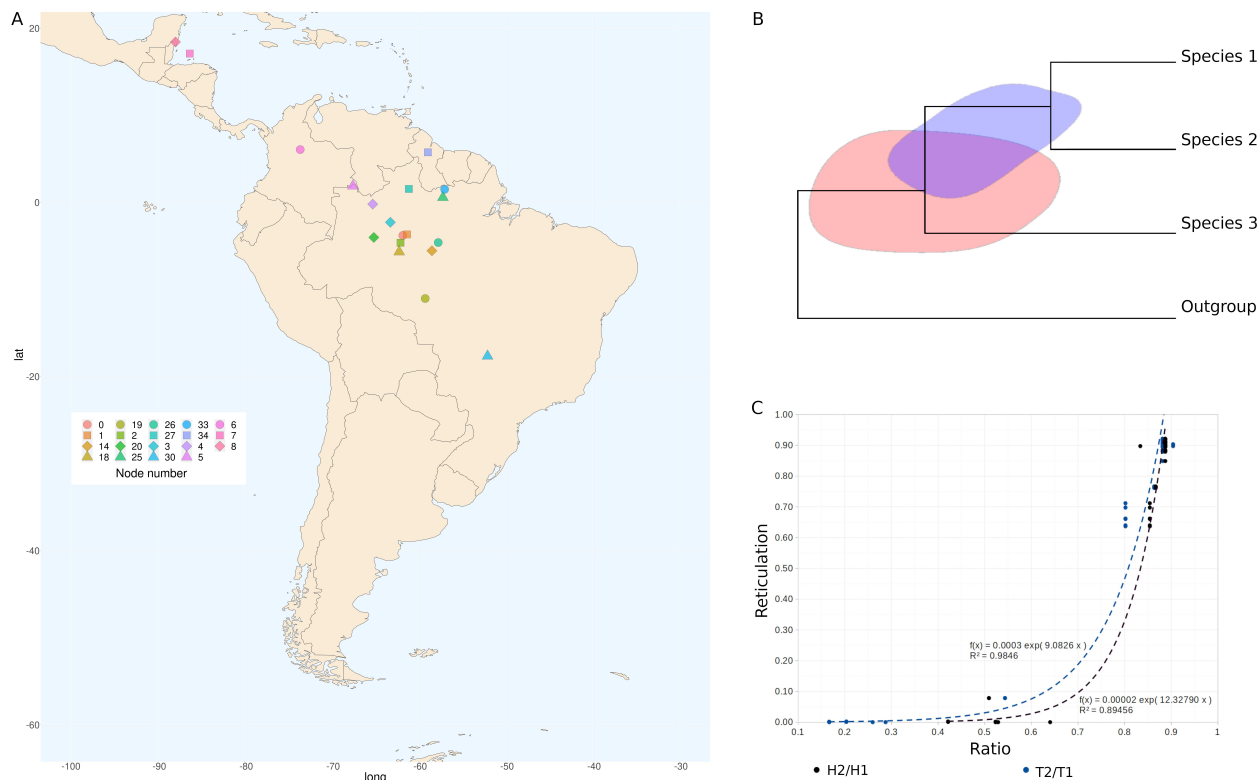 A
20
0
-20
-40
-60
lat
-100
-90
-80
-70
-60
-50
-40
-30
long
0 19 26 33 6
1 2 27 34 7
14 20 3 4 8
18 25 30 5
Node number
B
Species 1
Species 2
Species 3
Outgroup
C
1.00
0.90
0.80
0.70
0.60
0.50
0.40
0.30
0.20
0.10
0.00
Reticulation
f(x) = 0.0003 exp( 9.0826 x )
R² = 0.9846
f(x) = 0.00002 exp( 12.32790 x )
R² = 0.89456
0.1 0.2 0.3 0.4 0.5 0.6 0.7 0.8 0.9 1
Ratio
H2/H1
T2/T1